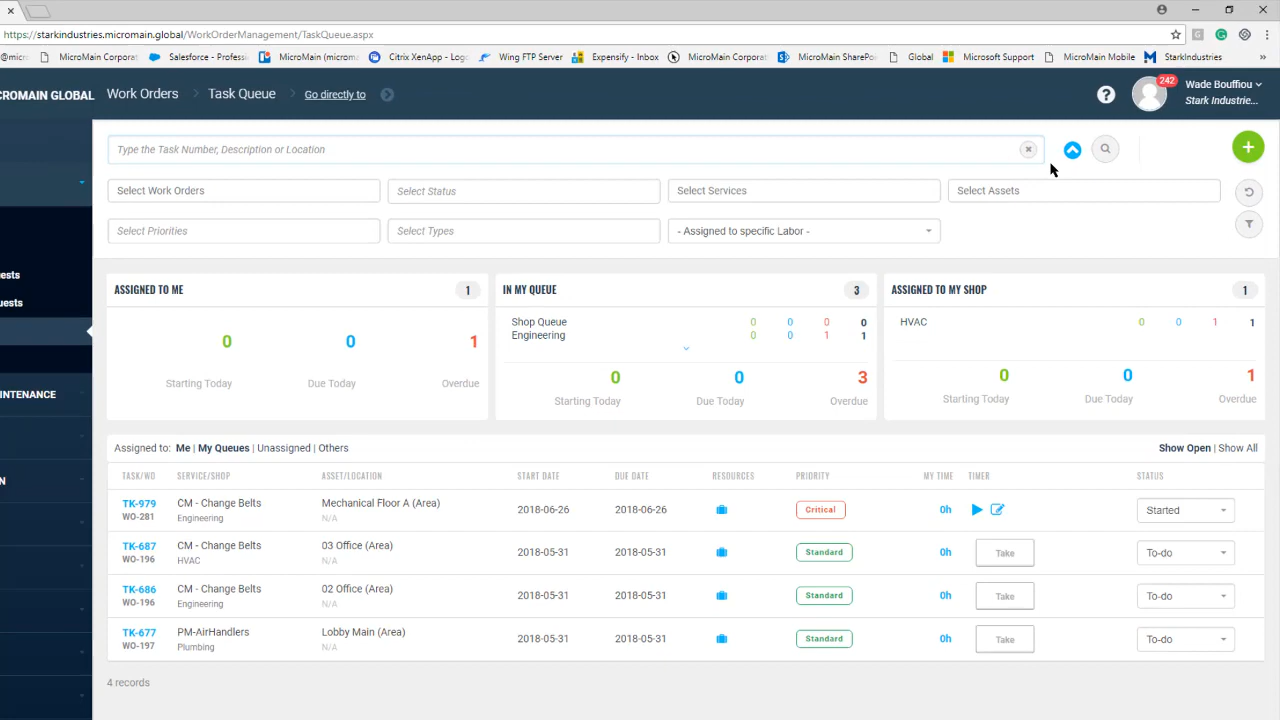 https://starkindustries.micromain.global/WorkOrderManagement/TaskQueue.aspx
@micr
MicroMain Corporat
Salesforce - Profess
MicroMain (microm
Citrix XenApp - Logo
Wing FTP Server
Expensify - Inbox
MicroMain Corporat
MicroMain SharePoi
Global
Microsoft Support
MicroMain Mobile
StarkIndustries
»
CROMAIN GLOBAL
Work Orders
Task Queue
Go directly to
?
242
Wade Bouffiou
Stark Industrie...
Type the Task Number, Description or Location
Select Work Orders
Select Status
Select Services
Select Assets
Select Priorities
Select Types
- Assigned to specific Labor -
ests
uests
INTENANCE
N
ASSIGNED TO ME 1
0 0 1
Starting Today Due Today Overdue
IN MY QUEUE 3
Shop Queue 0 0 0 0
Engineering 0 0 1 1
0 0 3
Starting Today Due Today Overdue
ASSIGNED TO MY SHOP 1
HVAC 0 0 1 1
0 0 1
Starting Today Due Today Overdue
Assigned to: Me | My Queues | Unassigned | Others
Show Open | Show All
TASK/WO SERVICE/SHOP ASSET/LOCATION START DATE DUE DATE RESOURCES PRIORITY MY TIME TIMER STATUS
TK-979 CM - Change Belts Mechanical Floor A (Area) 2018-06-26 2018-06-26 Critical 0h Started
WO-281 Engineering N/A
TK-687 CM - Change Belts 03 Office (Area) 2018-05-31 2018-05-31 Standard 0h Take To-do
WO-196 HVAC N/A
TK-686 CM - Change Belts 02 Office (Area) 2018-05-31 2018-05-31 Standard 0h Take To-do
WO-196 Engineering N/A
TK-677 PM-AirHandlers Lobby Main (Area) 2018-05-31 2018-05-31 Standard 0h Take To-do
WO-197 Plumbing N/A
4 records